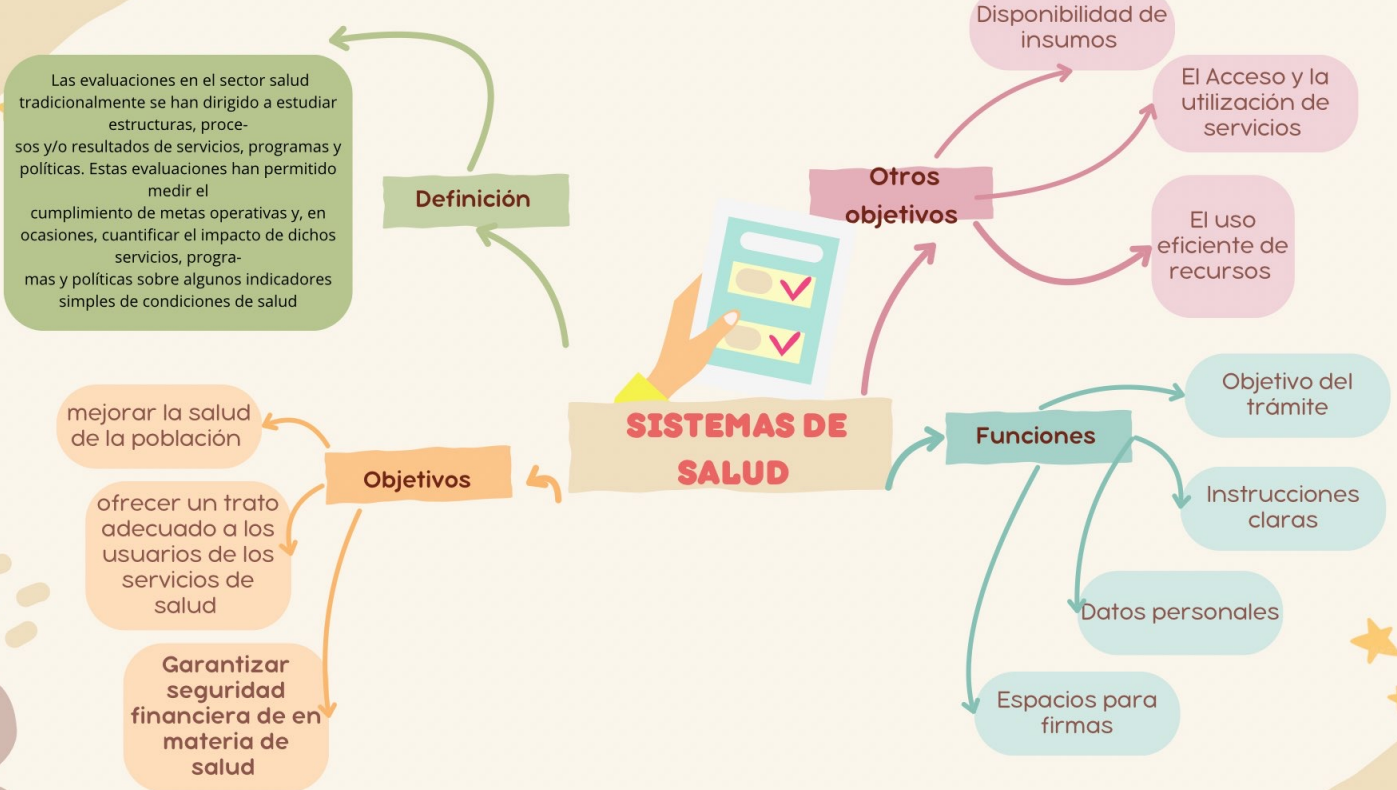 Las evaluaciones en el sector salud
tradicionalmente se han dirigido a estudiar
estructuras, proce-
sos y/o resultados de servicios, programas y
políticas. Estas evaluaciones han permitido
medir el
cumplimiento de metas operativas y, en
ocasiones, cuantificar el impacto de dichos
servicios, progra-
mas y políticas sobre algunos indicadores
simples de condiciones de salud
Definición
Otros
objetivos
Disponibilidad de
insumos
El Acceso y la
utilización de
servicios
El uso
eficiente de
recursos
SISTEMAS DE
SALUD
Objetivos
mejorar la salud
de la población
ofrecer un trato
adecuado a los
usuarios de los
servicios de
salud
Garantizar
seguridad
financiera de en
materia de
salud
Funciones
Objetivo del
trámite
Instrucciones
claras
Datos personales
Espacios para
firmas